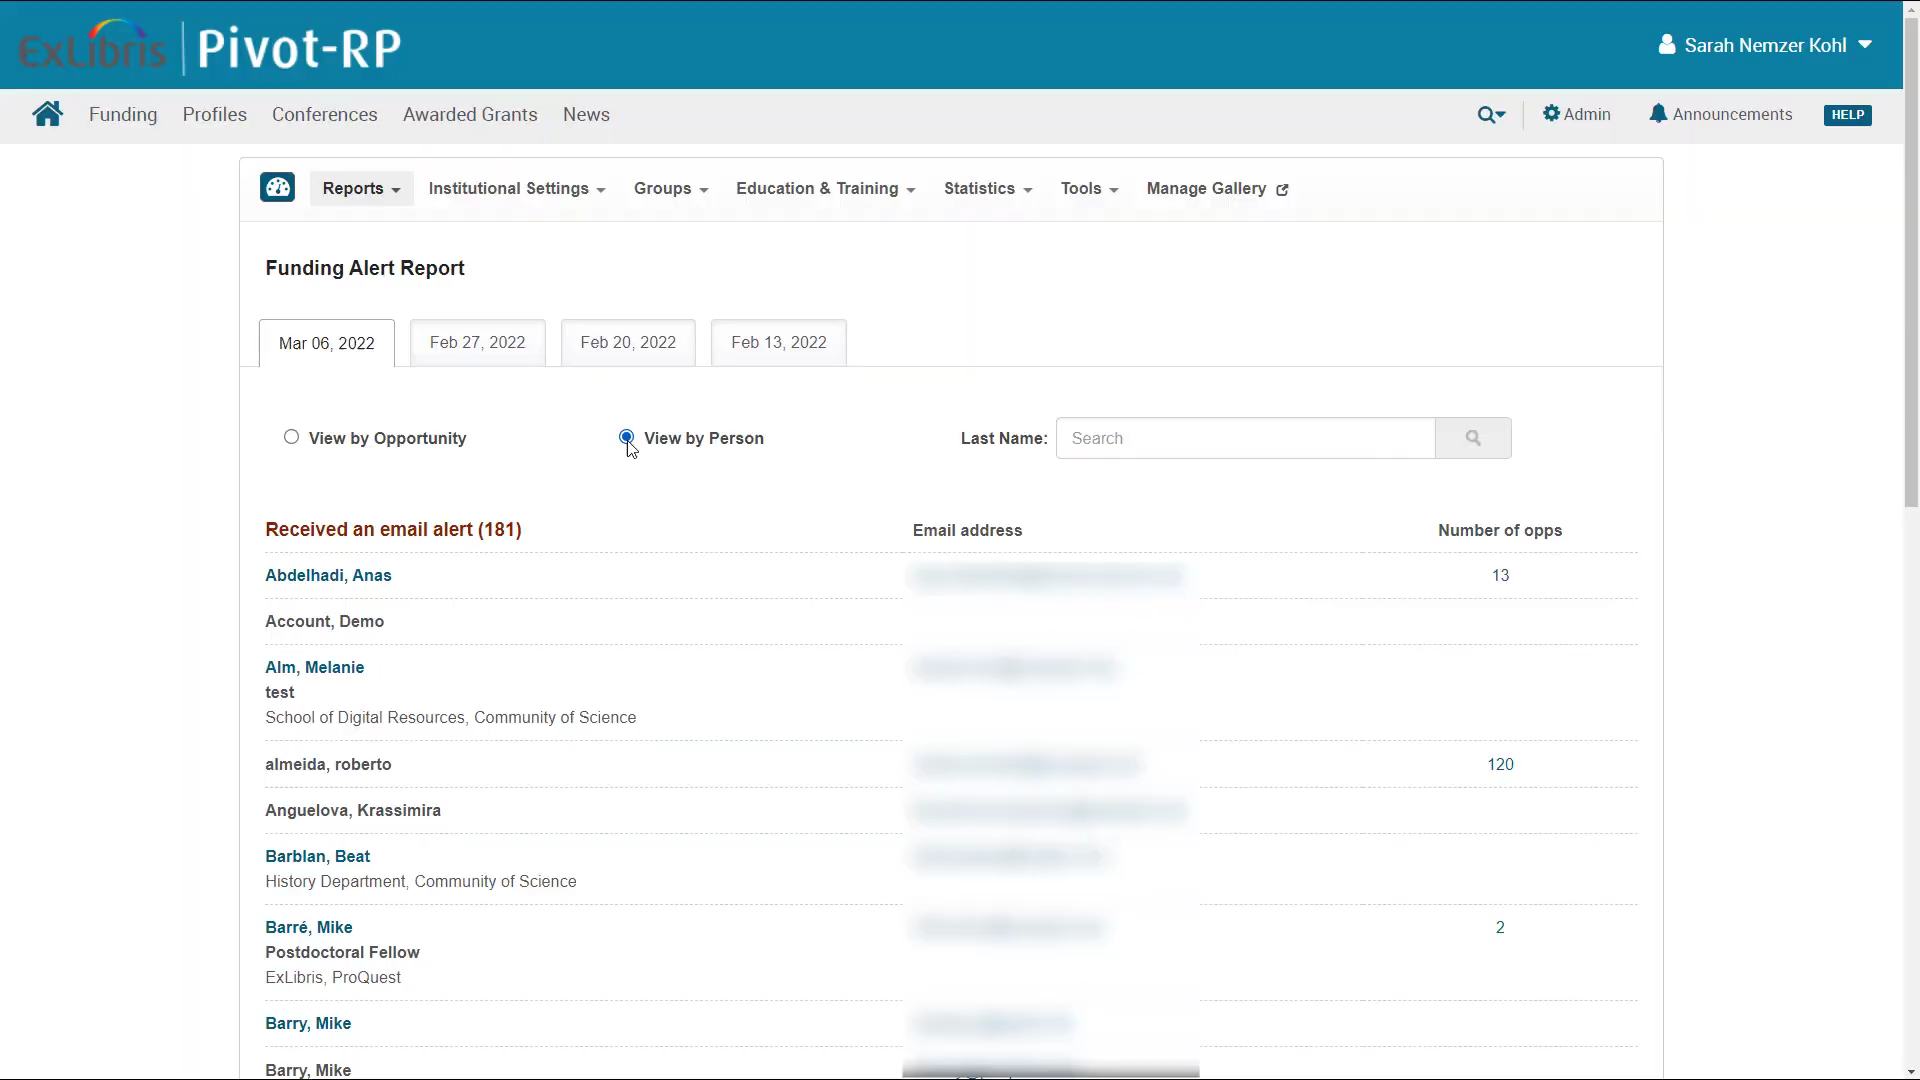 ExLibris | Pivot-RP
Sarah Nemzer Kohl
Funding Profiles Conferences Awarded Grants News Admin Announcements HELP
Reports Institutional Settings Groups Education & Training Statistics Tools Manage Gallery
Funding Alert Report
Mar 06, 2022 Feb 27, 2022 Feb 20, 2022 Feb 13, 2022
View by Opportunity View by Person Last Name: Search
Received an email alert (181) Email address Number of opps
Abdelhadi, Anas 13
Account, Demo
Alm, Melanie
test
School of Digital Resources, Community of Science
almeida, roberto 120
Anguelova, Krassimira
Barblan, Beat
History Department, Community of Science
Barré, Mike 2
Postdoctoral Fellow
ExLibris, ProQuest
Barry, Mike
Barry, Mike